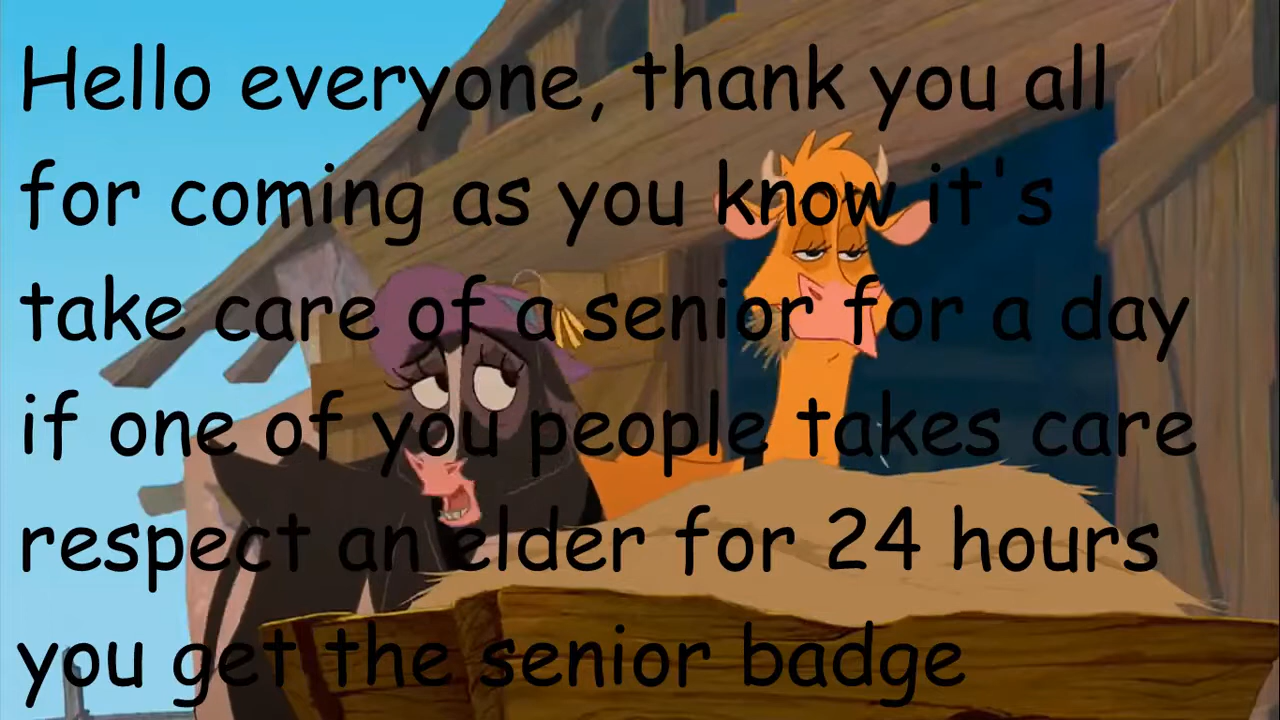 Hello everyone, thank you all
for coming as you know it's
take care of a senior for a day
if one of you people takes care
respect an elder for 24 hours
you get the senior badge